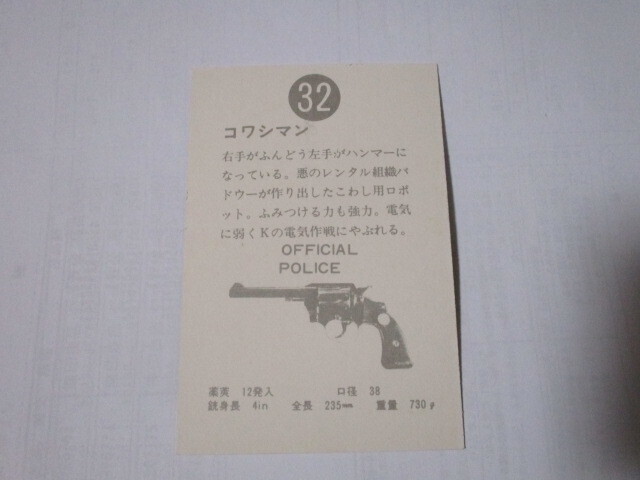 32
コワシマン
右手がふんどう左手がハンマーに
なっている。悪のレンタル組織バ
ドウーが作り出したこわし用ロボ
ット。ふみつける力も強力。電気
に弱くKの電気作戦にやぶれる。
OFFICIAL
POLICE
薬莢 12発入 口径 38
銃身長 4in 全長 235mm 重量 730g